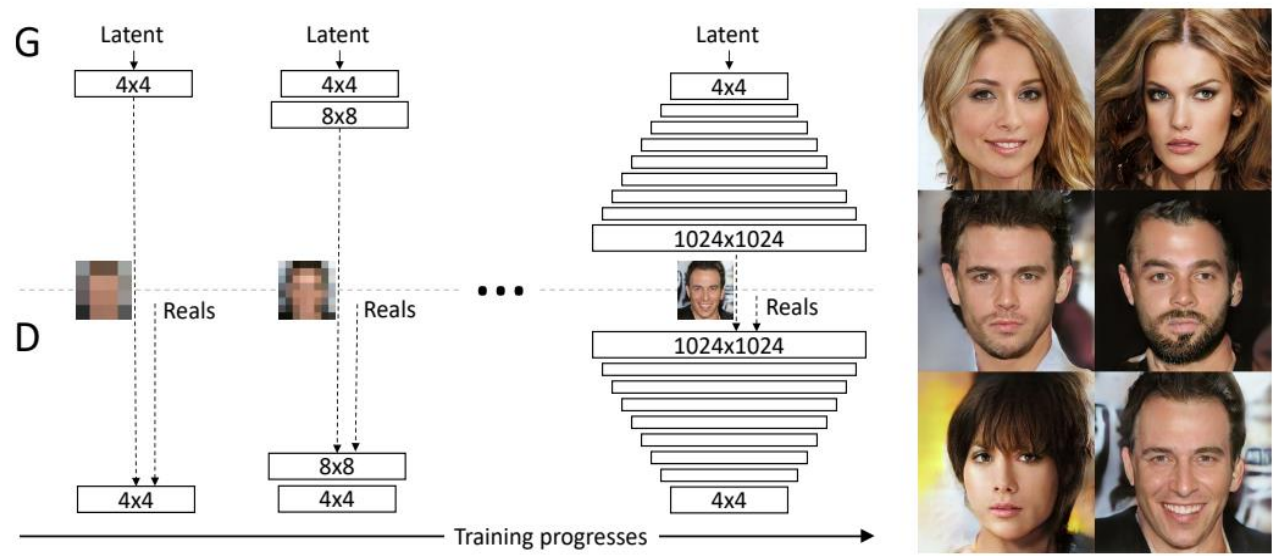 G
Latent
Latent
Latent
4x4
4x4
4x4
8x8
1024x1024
Reals
Reals
Reals
D
1024x1024
8x8
4x4
4x4
4x4
Training progresses